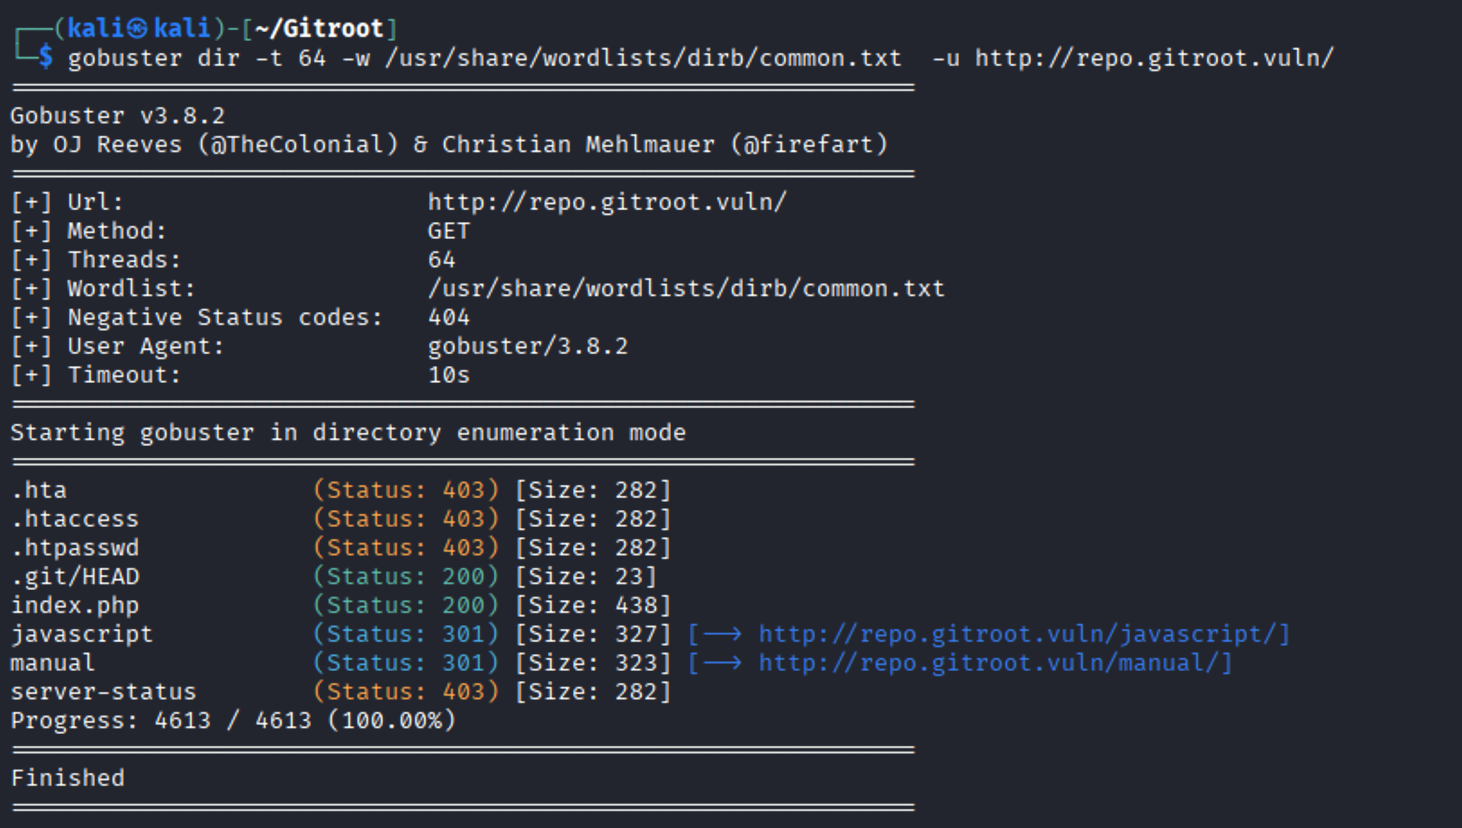 ┌──(kali㉿kali)-[~/Gitroot]
└─$ gobuster dir -t 64 -w /usr/share/wordlists/dirb/common.txt  -u http://repo.gitroot.vuln/
===============================================================
Gobuster v3.8.2
by OJ Reeves (@TheColonial) & Christian Mehlmauer (@firefart)
===============================================================
[+] Url:                     http://repo.gitroot.vuln/
[+] Method:                  GET
[+] Threads:                 64
[+] Wordlist:                /usr/share/wordlists/dirb/common.txt
[+] Negative Status codes:   404
[+] User Agent:              gobuster/3.8.2
[+] Timeout:                 10s
===============================================================
Starting gobuster in directory enumeration mode
===============================================================
.hta                 (Status: 403) [Size: 282]
.htaccess            (Status: 403) [Size: 282]
.htpasswd            (Status: 403) [Size: 282]
.git/HEAD            (Status: 200) [Size: 23]
index.php            (Status: 200) [Size: 438]
javascript           (Status: 301) [Size: 327] [--> http://repo.gitroot.vuln/javascript/]
manual               (Status: 301) [Size: 323] [--> http://repo.gitroot.vuln/manual/]
server-status        (Status: 403) [Size: 282]
Progress: 4613 / 4613 (100.00%)
===============================================================
Finished
===============================================================